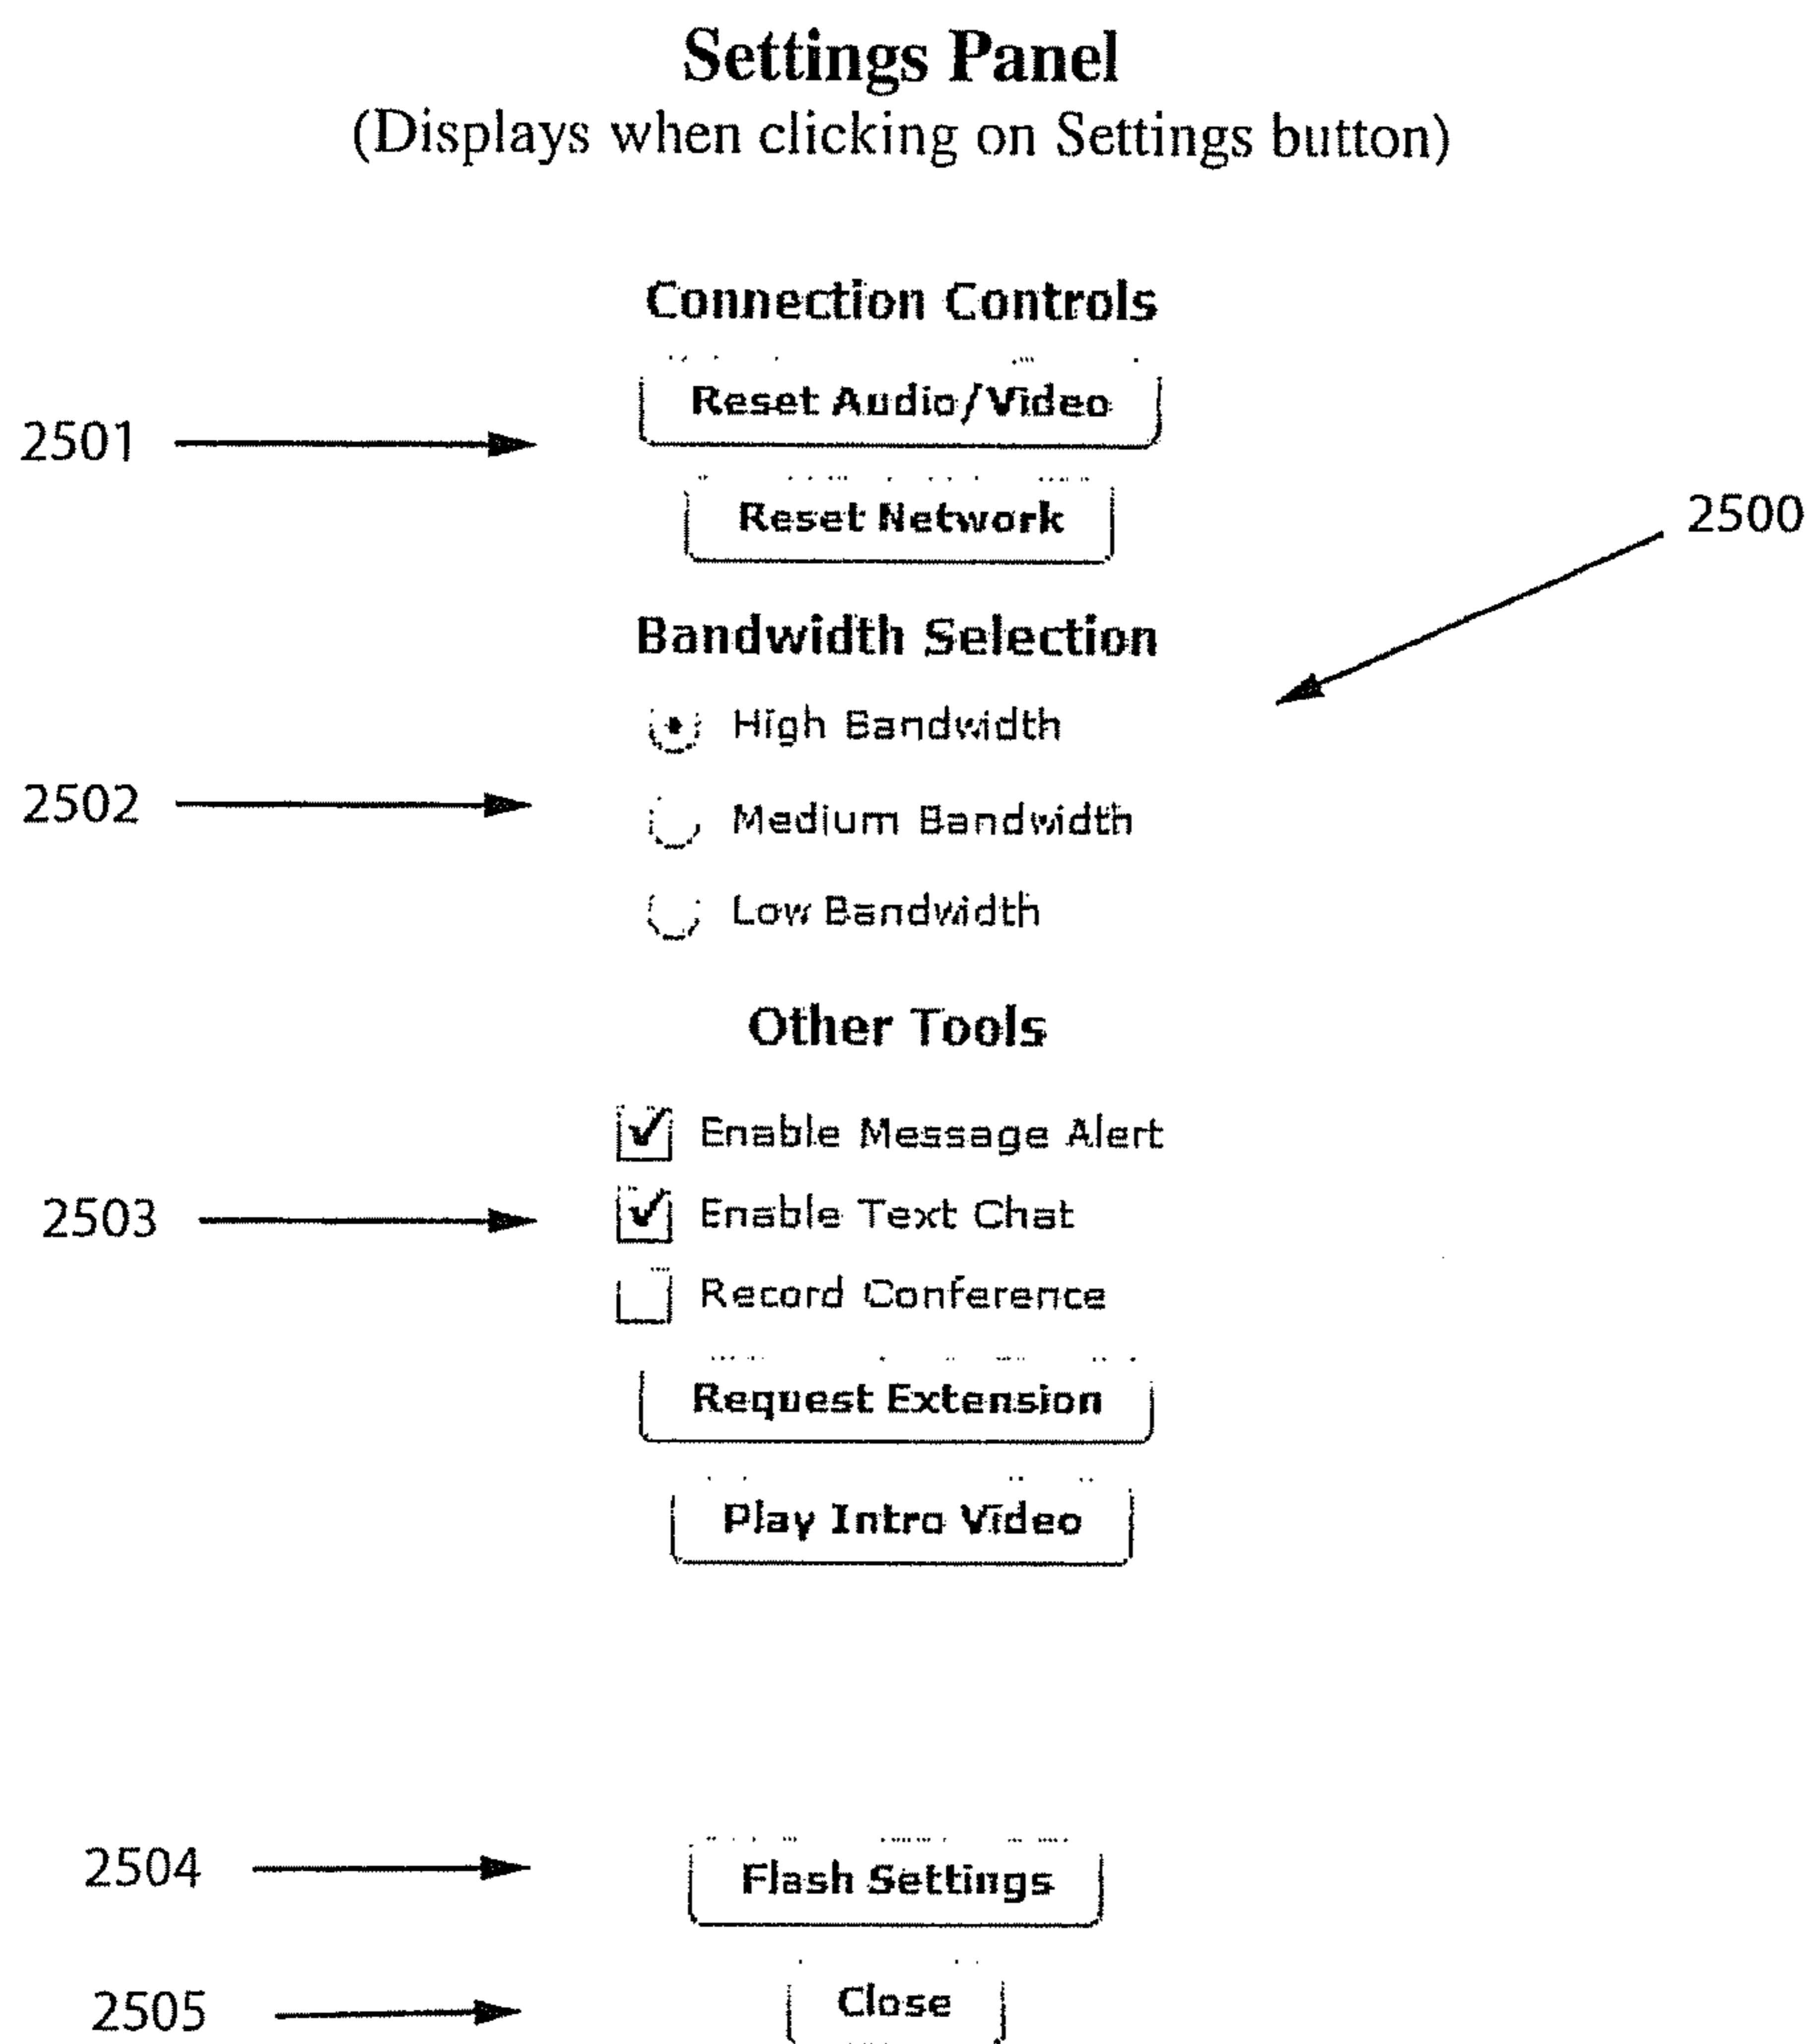 Settings Panel
(Displays when clicking on Settings button)
Connection Controls
Reset Audio/Video
2501
Reset Network
2500
Bandwidth Selection
High Bandwidth
2502
Medium Bandwidth
Low Bandwidth
Other Tools
Enable Message Alert
2503
Enable Text Chat
Record Conference
Request Extension
Play Intro Video
2504
Flash Settings
2505
Close